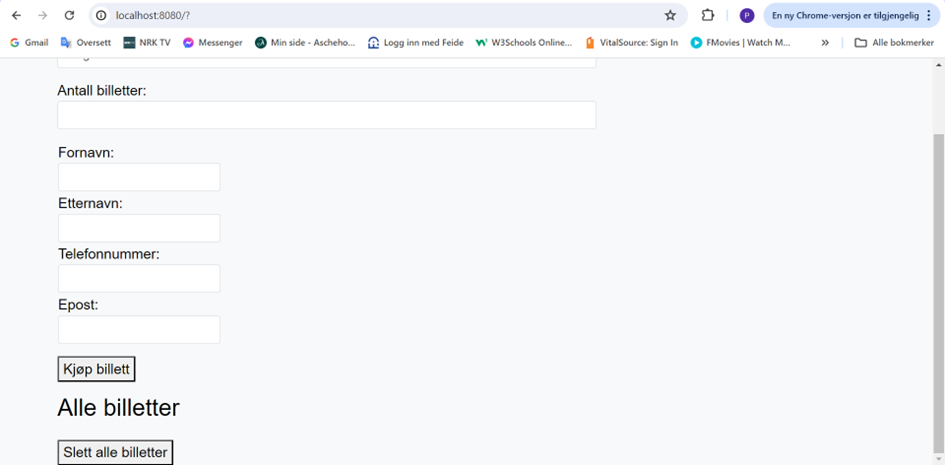 localhost:8080/?
P
En ny Chrome-versjon er tilgjengelig
Gmail
Oversett
NRK TV
Messenger
Min side - Ascheho...
Logg inn med Feide
W3Schools Online...
VitalSource: Sign In
FMovies | Watch M...
»
Alle bokmerker
Antall billetter:
Fornavn:
Etternavn:
Telefonnummer:
Epost:
Kjøp billett
Alle billetter
Slett alle billetter